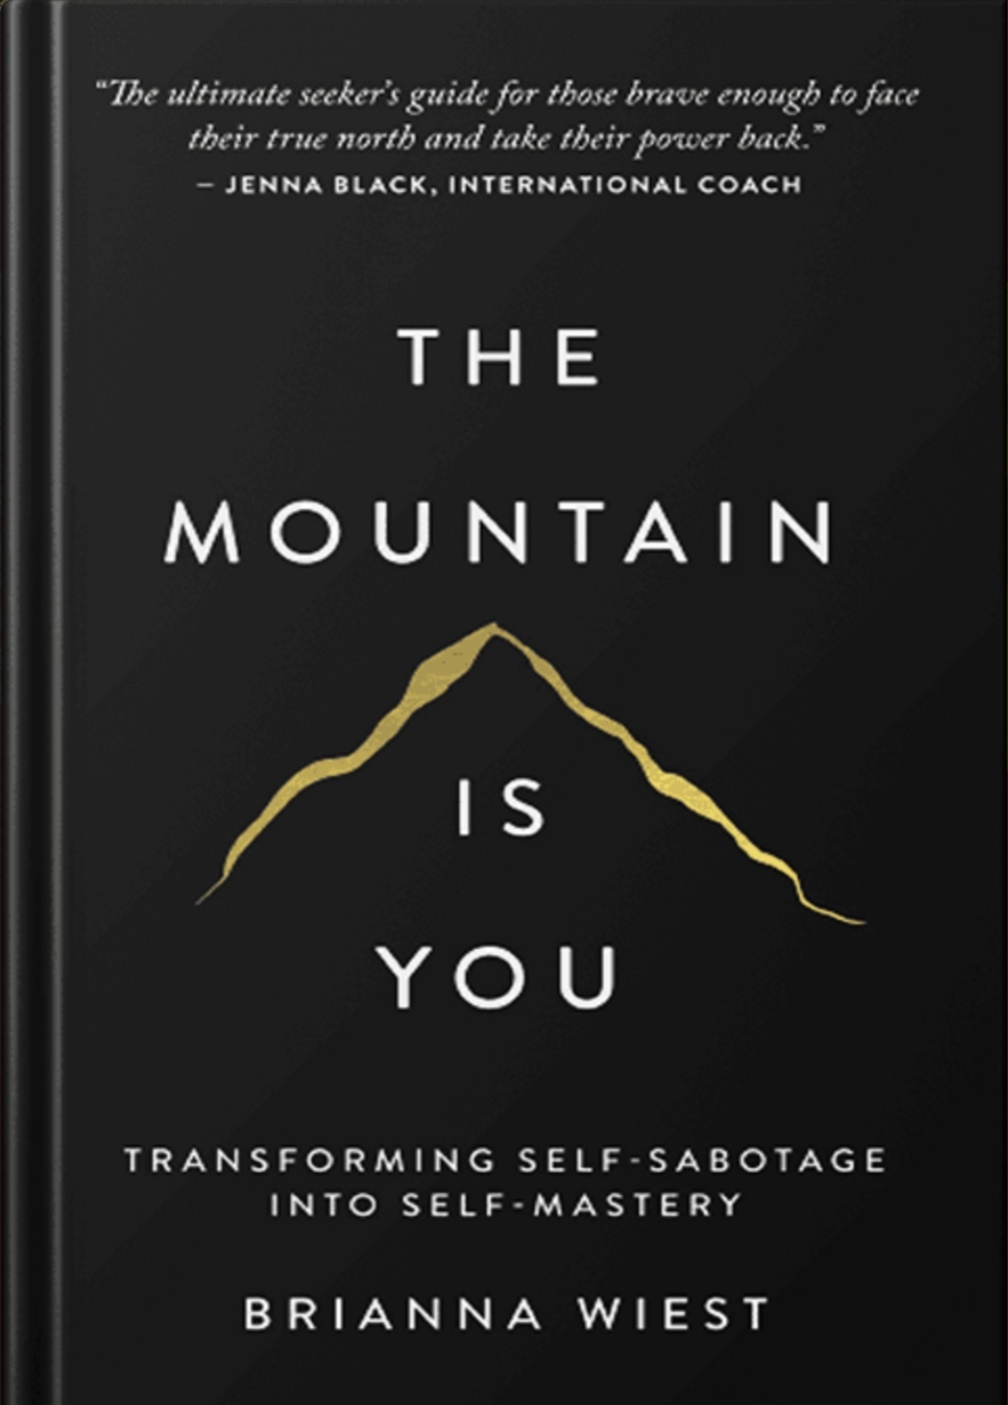 “The ultimate seeker’s guide for those brave enough to face
their true north and take their power back.”
– JENNA BLACK, INTERNATIONAL COACH
THE
MOUNTAIN
IS
YOU
TRANSFORMING SELF-SABOTAGE
INTO SELF-MASTERY
BRIANNA WIEST